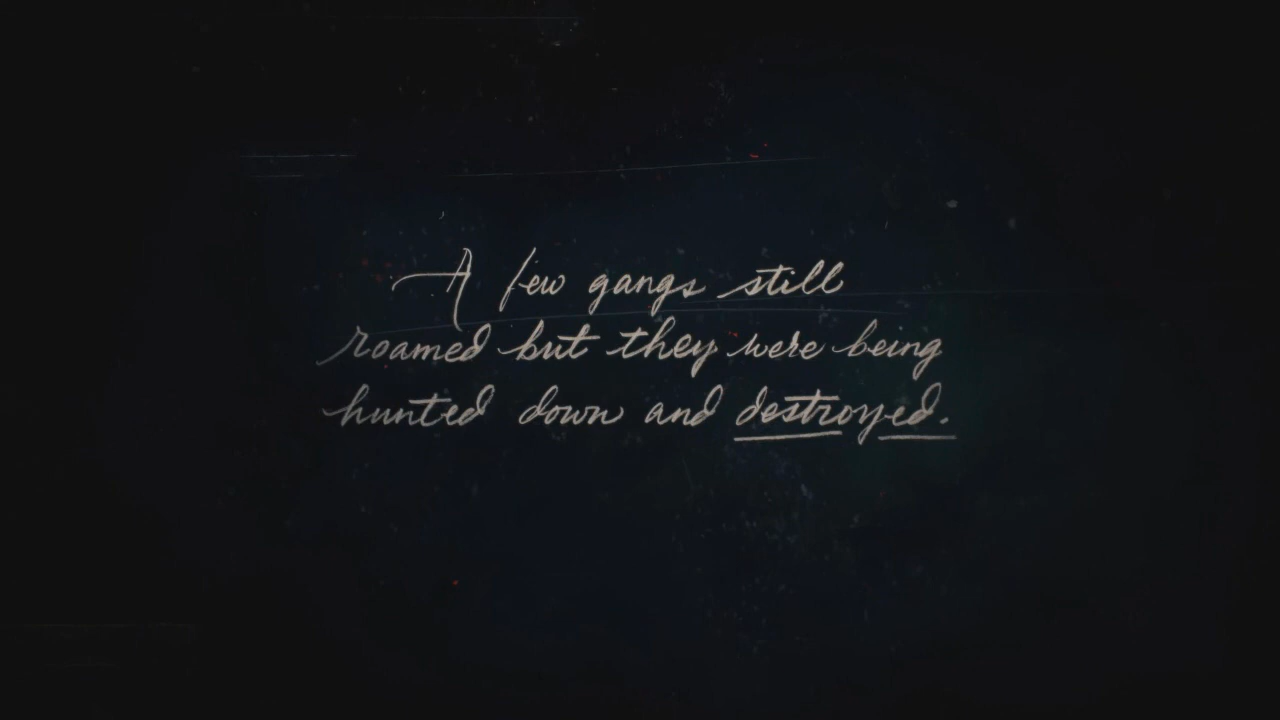 A few gangs still
roamed but they were being
hunted down and destroyed.